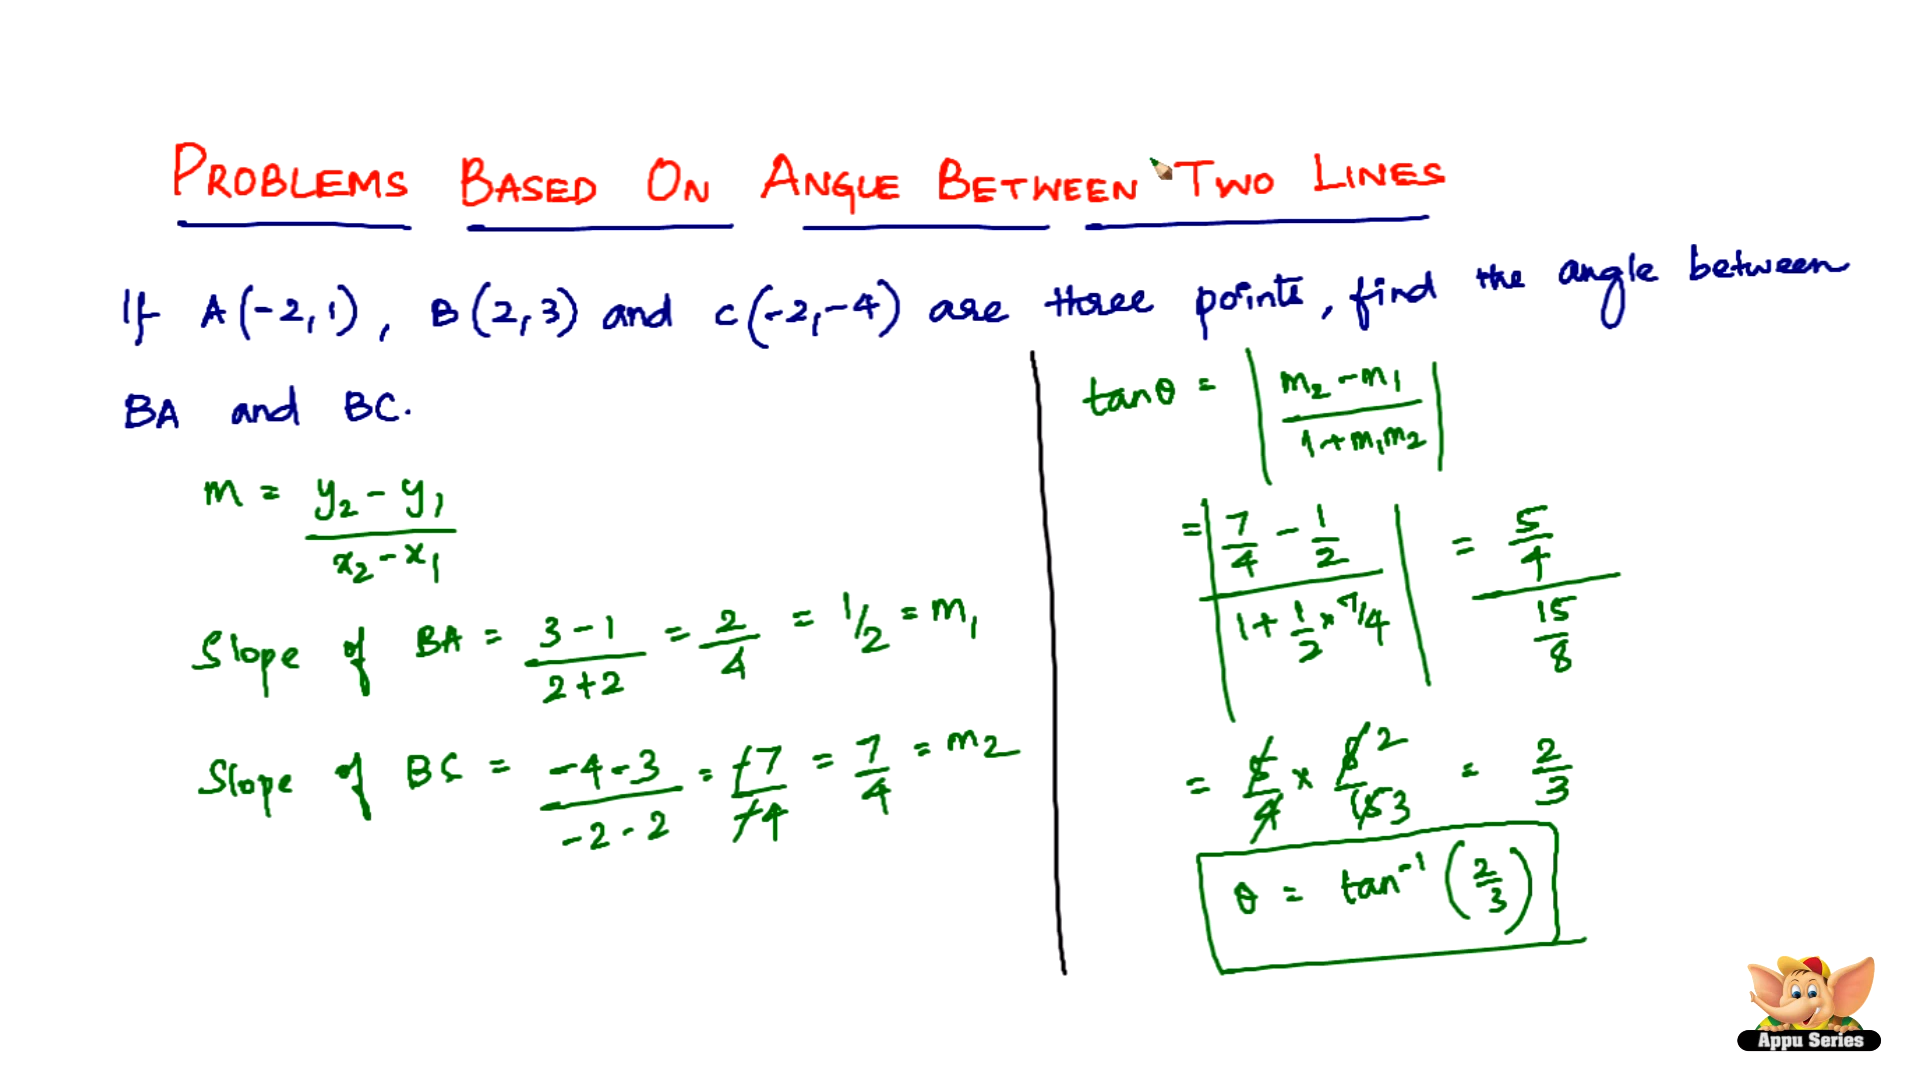 PROBLEMS BASED ON ANGLE BETWEEN TWO LINES
If A(-2,1), B(2,3) and C(-2,-4) are three points, find the angle between
BA and BC.
m = y₂ - y₁ / x₂ - x₁
Slope of BA = 3-1 / 2+2 = 2/4 = 1/2 = m₁
Slope of BC = -4-3 / -2-2 = -7/-4 = 7/4 = m₂
tanθ = | m₂ - m₁ / 1 + m₁m₂ |
= | 7/4 - 1/2 / 1 + 1/2 × 7/4 | = 5/4 / 15/8
= 5/4 × 8 2 / 15 3 = 2/3
θ = tan⁻¹ (2/3)
Appu Series